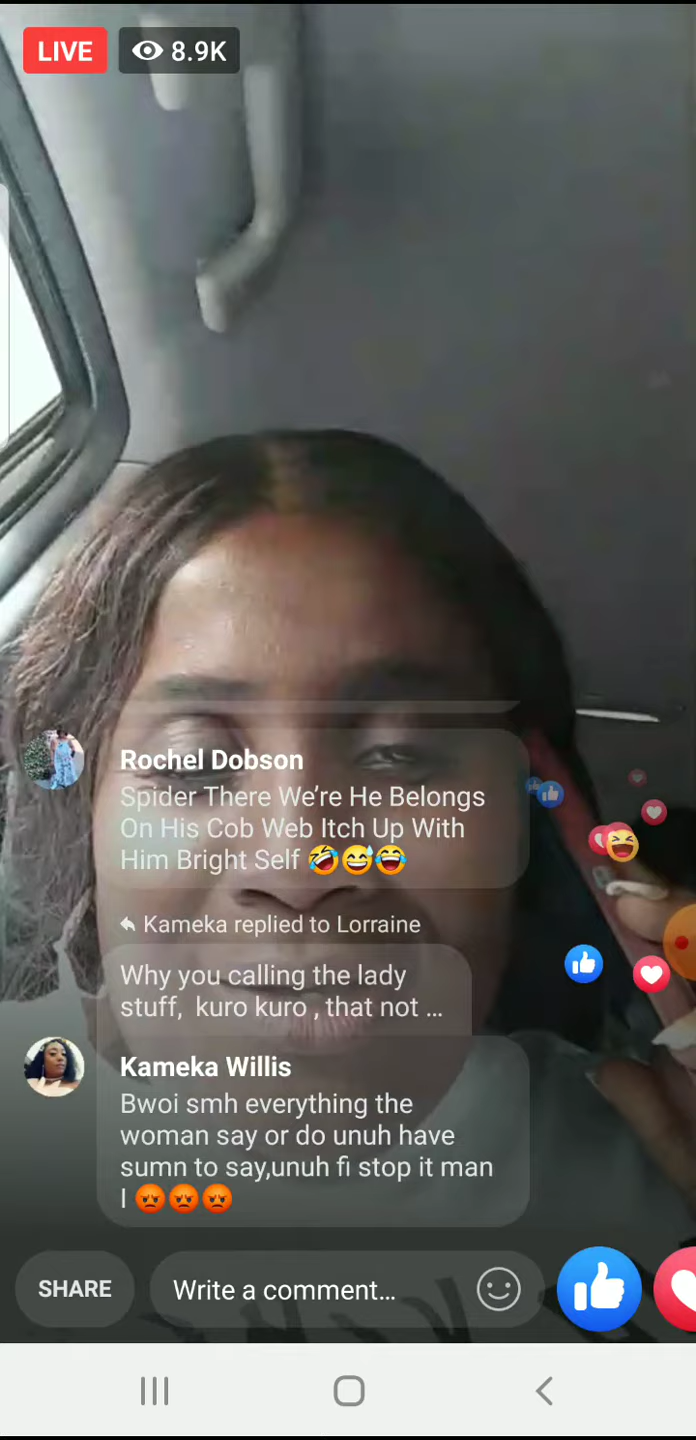 LIVE 8.9K
Rochel Dobson
Spider There We’re He Belongs
On His Cob Web Itch Up With
Him Bright Self 🤣😅😂
Kameka replied to Lorraine
Why you calling the lady
stuff, kuro kuro , that not ...
Kameka Willis
Bwoi smh everything the
woman say or do unuh have
sumn to say,unuh fi stop it man
I 😡😡😡
SHARE Write a comment...